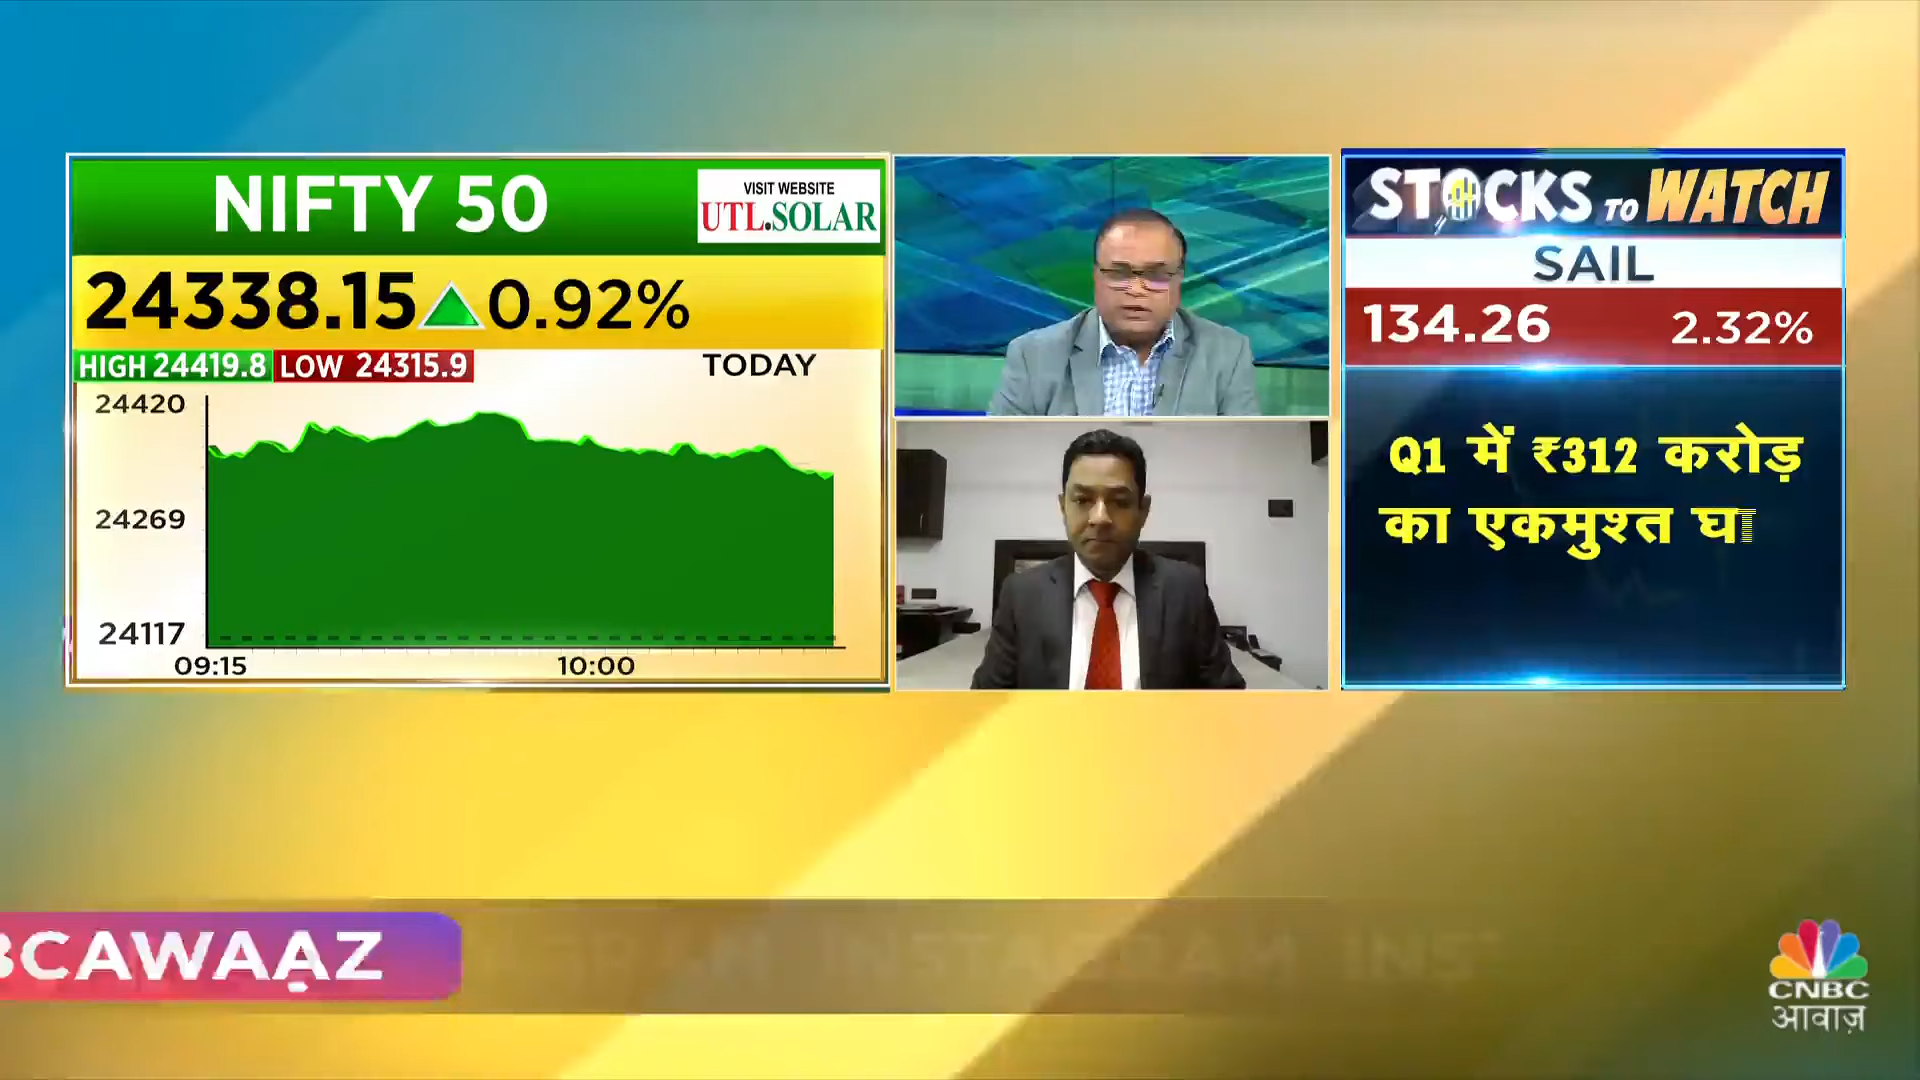 NIFTY 50
VISIT WEBSITE
UTL.SOLAR
24338.15 0.92%
HIGH 24419.8 LOW 24315.9 TODAY
24420
24269
24117
09:15 10:00
STOCKS TO WATCH
SAIL
134.26 2.32%
Q1 में ₹312 करोड़
का एकमुश्त
CAWAAZ
INSTAGRAM INST
CNBC
आवाज़